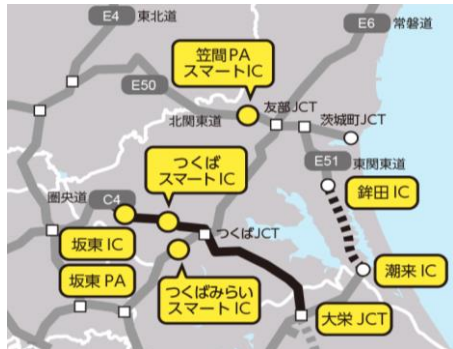 E4 東北道
E6 常磐道
E50
笠間PA
スマートIC
北関東道
友部JCT
茨城町JCT
E51 東関東道
つくば
スマートIC
鉾田 IC
圏央道
C4
坂東 IC
つくばJCT
坂東 PA
つくばみらい
スマート IC
潮来 IC
大栄 JCT